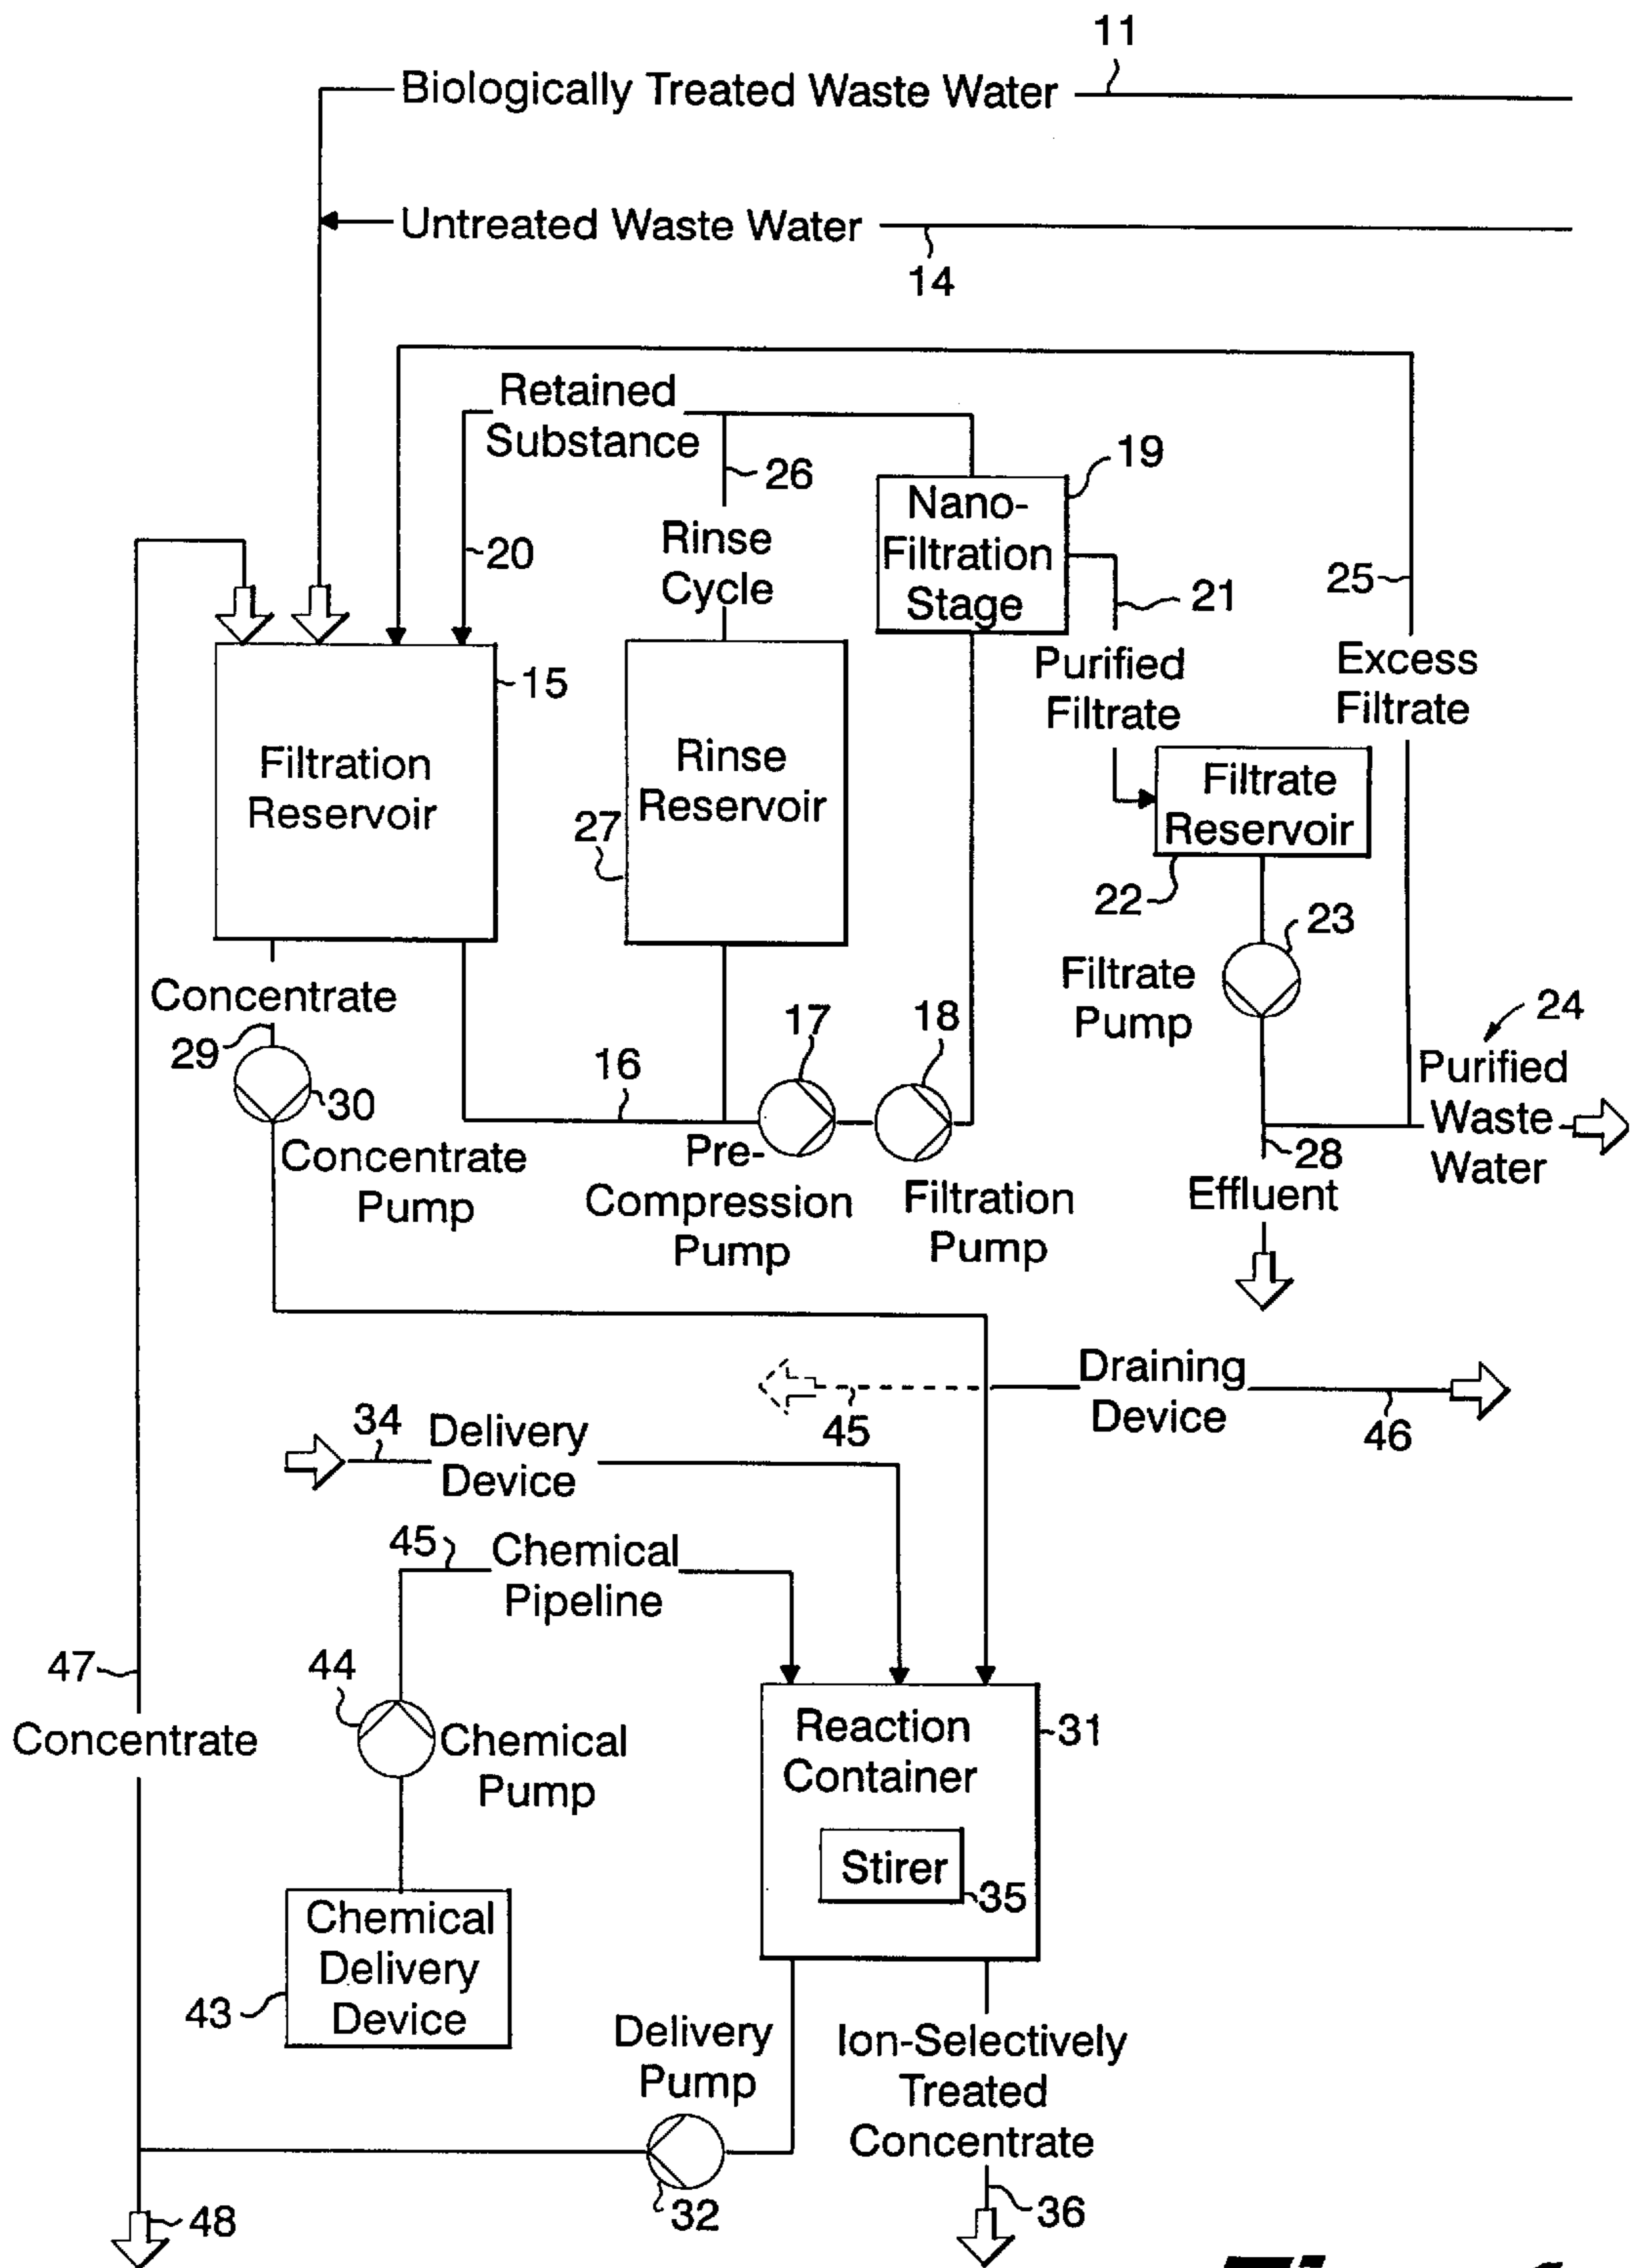 11
Biologically Treated Waste Water
Untreated Waste Water
14
Retained
Substance
26
19
Nano-
Filtration
Stage
Rinse
Cycle
20
21
25
Purified
Filtrate
Excess
Filtrate
15
Filtration
Reservoir
Rinse
Reservoir
27
Filtrate
Reservoir
22
23
Filtrate
Pump
Concentrate
29
30
Concentrate
Pump
16
17
18
Pre-
Compression
Pump
Filtration
Pump
24
Purified
Waste
Water
28
Effluent
Draining
Device
45
46
34
Delivery
Device
45
Chemical
Pipeline
47
Concentrate
44
Chemical
Pump
Reaction
Container
31
Stirer
35
Chemical
Delivery
Device
43
Delivery
Pump
Ion-Selectively
Treated
Concentrate
32
36
48